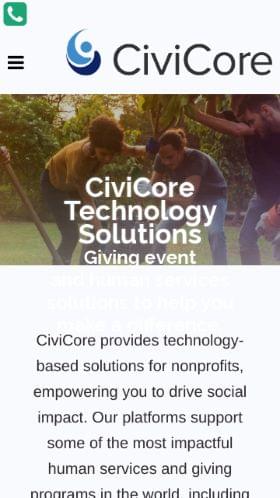 CiviCore
CiviCore
Technology
Solutions
Giving event
and human services
solutions to help you
make a difference
CiviCore provides technology-
based solutions for nonprofits,
empowering you to drive social
impact. Our platforms support
some of the most impactful
human services and giving
programs in the world, including